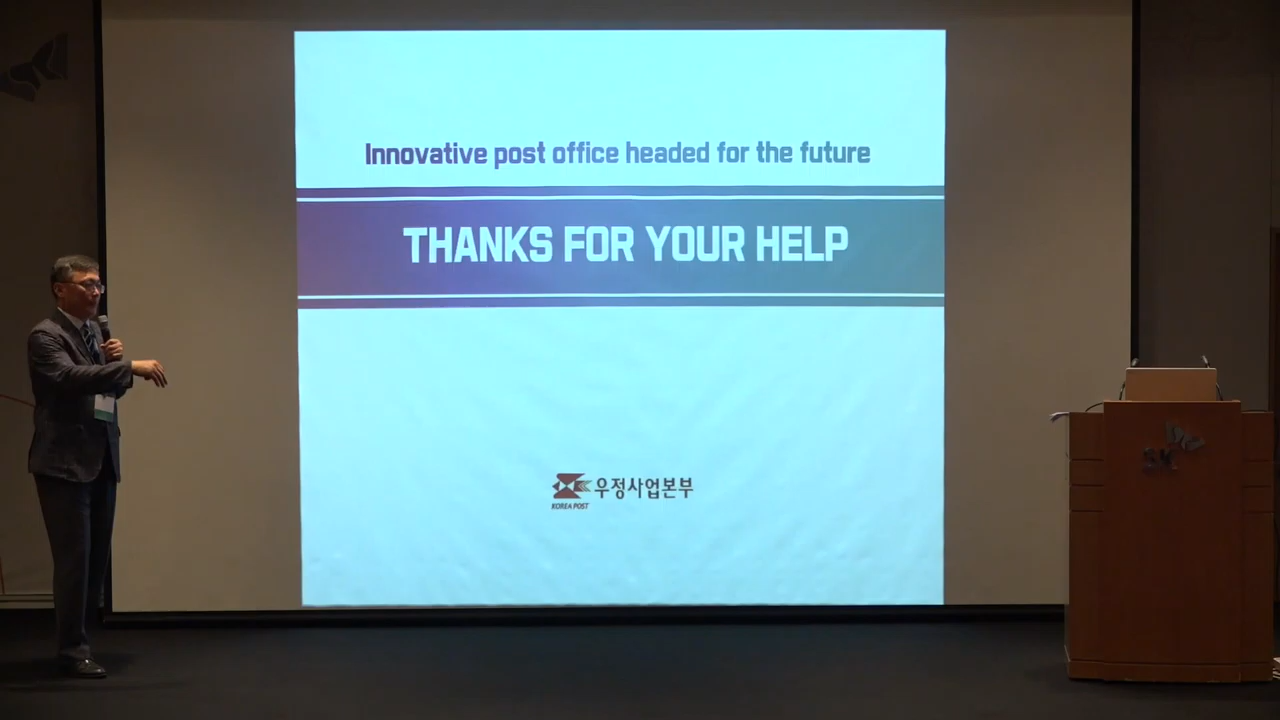 Innovative post office headed for the future
THANKS FOR YOUR HELP
우정사업본부
KOREA POST
SK